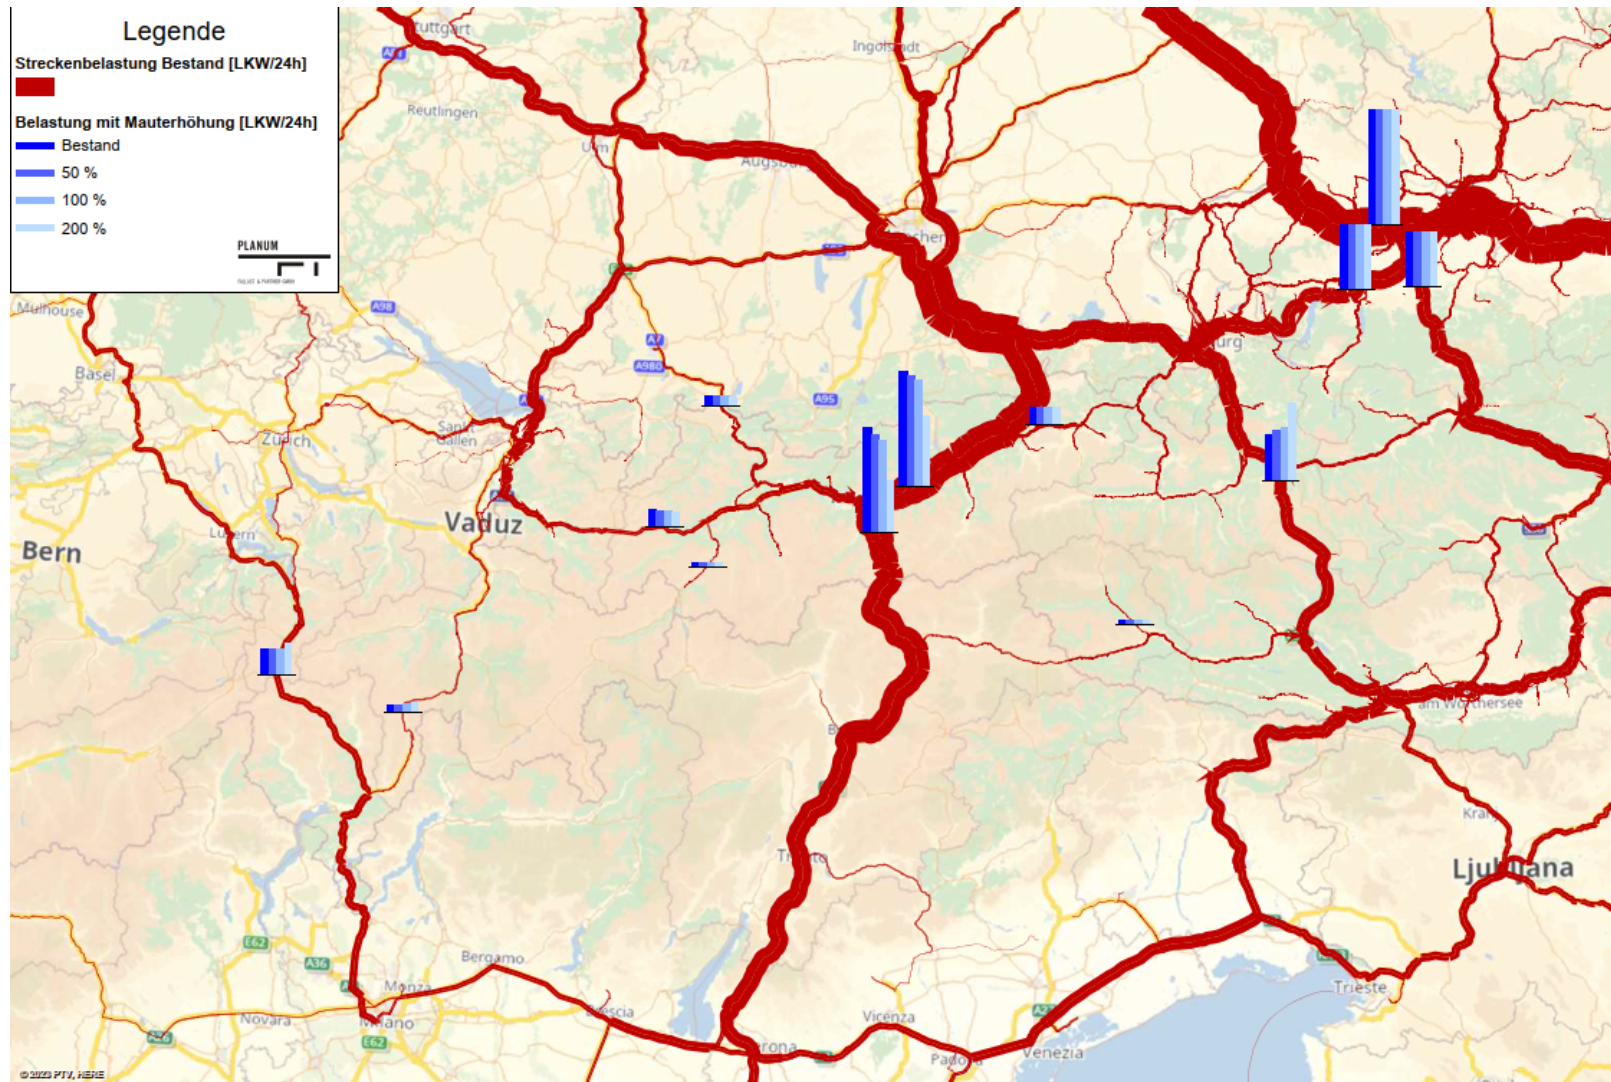 Legende
Streckenbelastung Bestand [LKW/24h]
Belastung mit Mauterhöhung [LKW/24h]
Bestand
50 %
100 %
200 %
PLANUM
Stuttgart
Ingolstadt
Reutlingen
Ulm
Augsburg
A98
Mulhouse
A7
A980
A95
Basel
Sankt
Gallen
Zürich
Vaduz
Luzern
Bern
am Wörthersee
Kranj
Ljubljana
E62
A36
Bergamo
Monza
Brescia
Novara
Milano
E62
Vicenza
Verona
Padova
Venezia
Trieste
© 2023 PTV, HERE